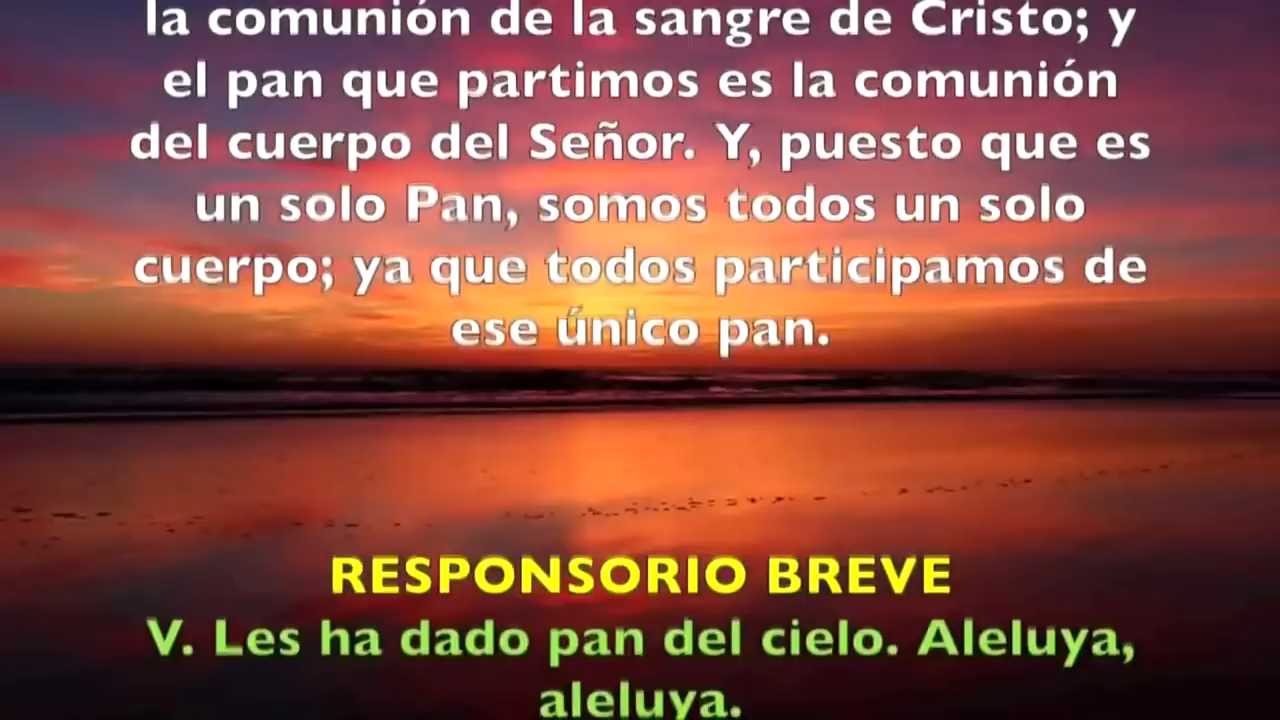 la comunión de la sangre de Cristo; y
el pan que partimos es la comunión
del cuerpo del Señor. Y, puesto que es
un solo Pan, somos todos un solo
cuerpo; ya que todos participamos de
ese único pan.
RESPONSORIO BREVE
V. Les ha dado pan del cielo. Aleluya,
aleluya.